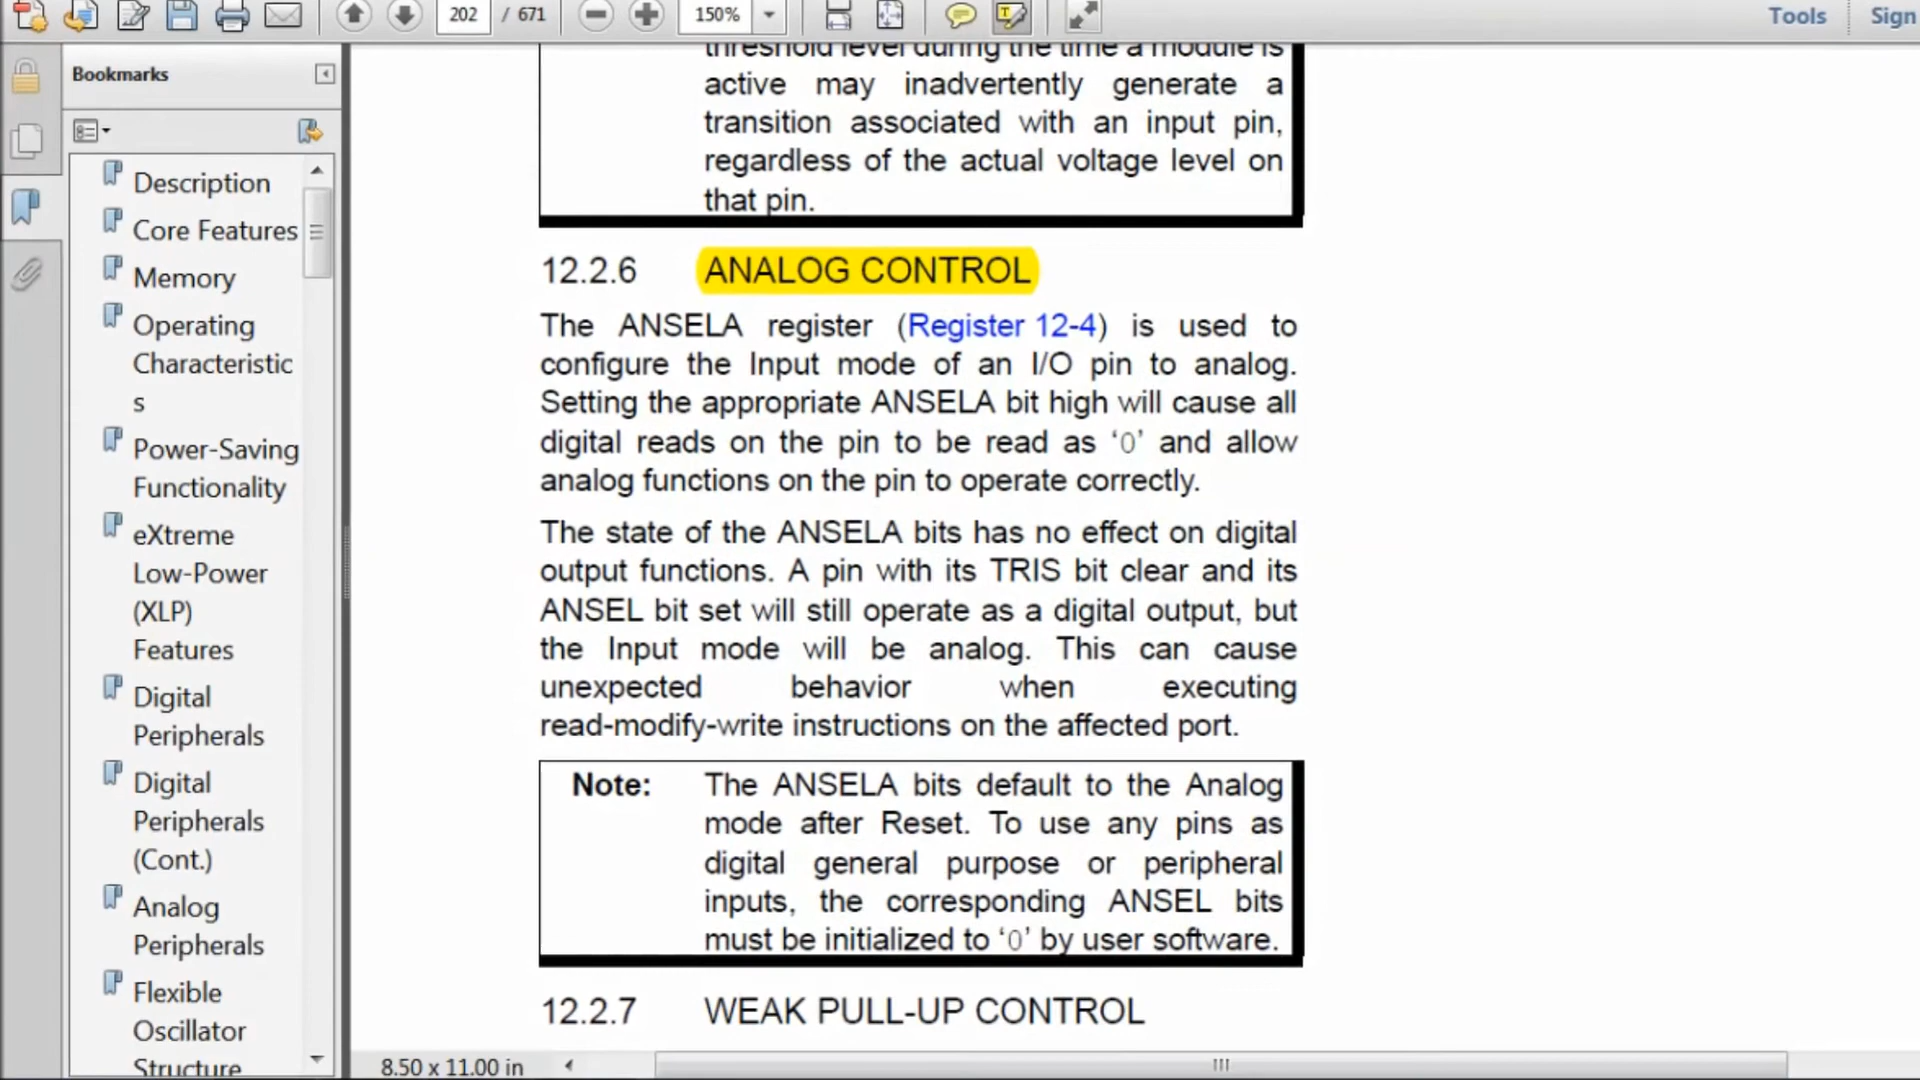 202 / 671
150%
Tools
Sign
Bookmarks
Description
Core Features
Memory
Operating
Characteristic
s
Power-Saving
Functionality
eXtreme
Low-Power
(XLP)
Features
Digital
Peripherals
Digital
Peripherals
(Cont.)
Analog
Peripherals
Flexible
Oscillator
Structure
threshold level during the time a module is
active may inadvertently generate a
transition associated with an input pin,
regardless of the actual voltage level on
that pin.
12.2.6 ANALOG CONTROL
The ANSELA register (Register 12-4) is used to
configure the Input mode of an I/O pin to analog.
Setting the appropriate ANSELA bit high will cause all
digital reads on the pin to be read as ‘0’ and allow
analog functions on the pin to operate correctly.
The state of the ANSELA bits has no effect on digital
output functions. A pin with its TRIS bit clear and its
ANSEL bit set will still operate as a digital output, but
the Input mode will be analog. This can cause
unexpected behavior when executing
read-modify-write instructions on the affected port.
Note: The ANSELA bits default to the Analog
mode after Reset. To use any pins as
digital general purpose or peripheral
inputs, the corresponding ANSEL bits
must be initialized to ‘0’ by user software.
12.2.7 WEAK PULL-UP CONTROL
8.50 x 11.00 in